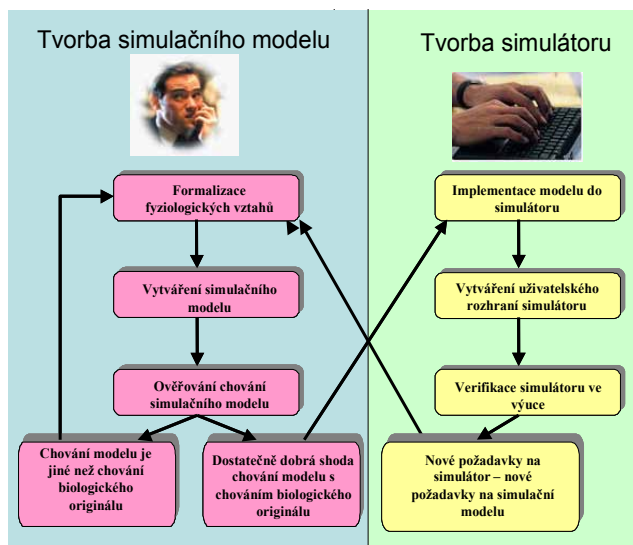 Tvorba simulačního modelu
Formalizace
fyziologických vztahů
Vytváření simulačního
modelu
Ověřování chování
simulačního modelu
Chování modelu je
jiné než chování
biologického
originálu
Dostatečně dobrá shoda
chování modelu s
chováním biologického
originálu
Tvorba simulátoru
Implementace modelu do
simulátoru
Vytváření uživatelského
rozhraní simulátoru
Verifikace simulátoru ve
výuce
Nové požadavky na
simulátor – nové
požadavky na simulační
modelu